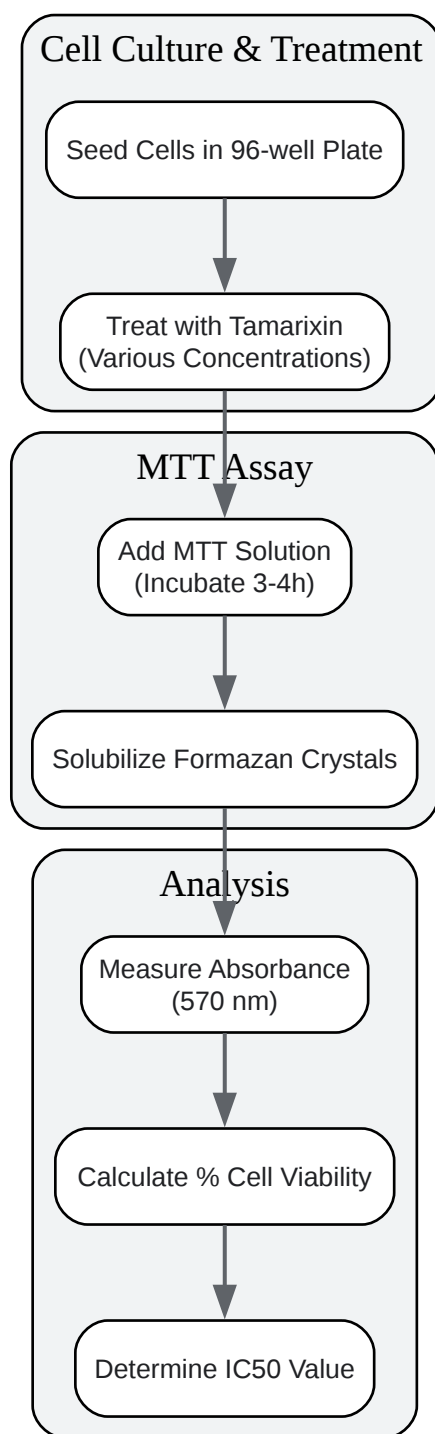 Cell Culture & Treatment
Seed Cells in 96-well Plate
Treat with Tamarixin
(Various Concentrations)
MTT Assay
Add MTT Solution
(Incubate 3-4h)
Solubilize Formazan Crystals
Analysis
Measure Absorbance
(570 nm)
Calculate % Cell Viability
Determine IC50 Value